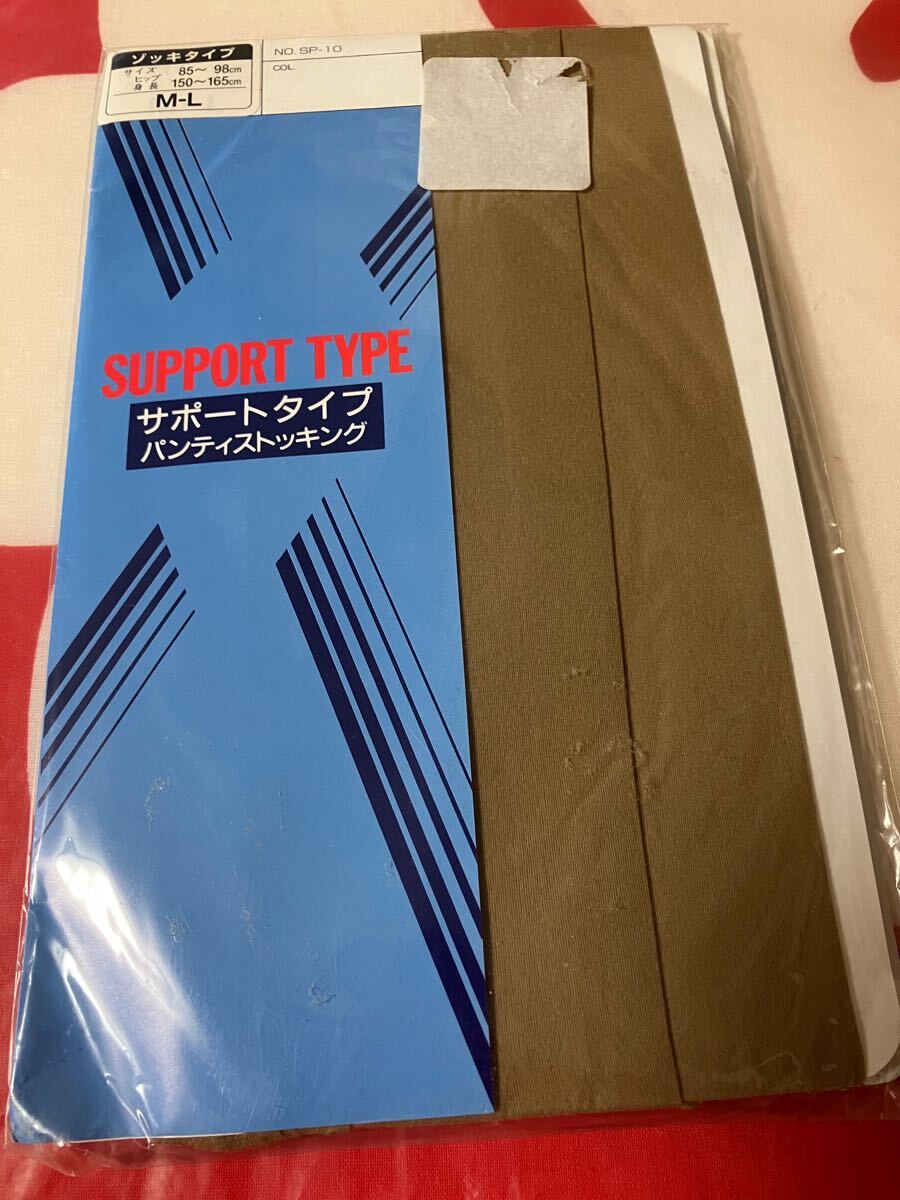 ゾッキタイプ
サイズ
ヒップ 85～98cm
身長 150～165cm
M-L
NO. SP-10
COL.
SUPPORT TYPE
サポートタイプ
パンティストッキング